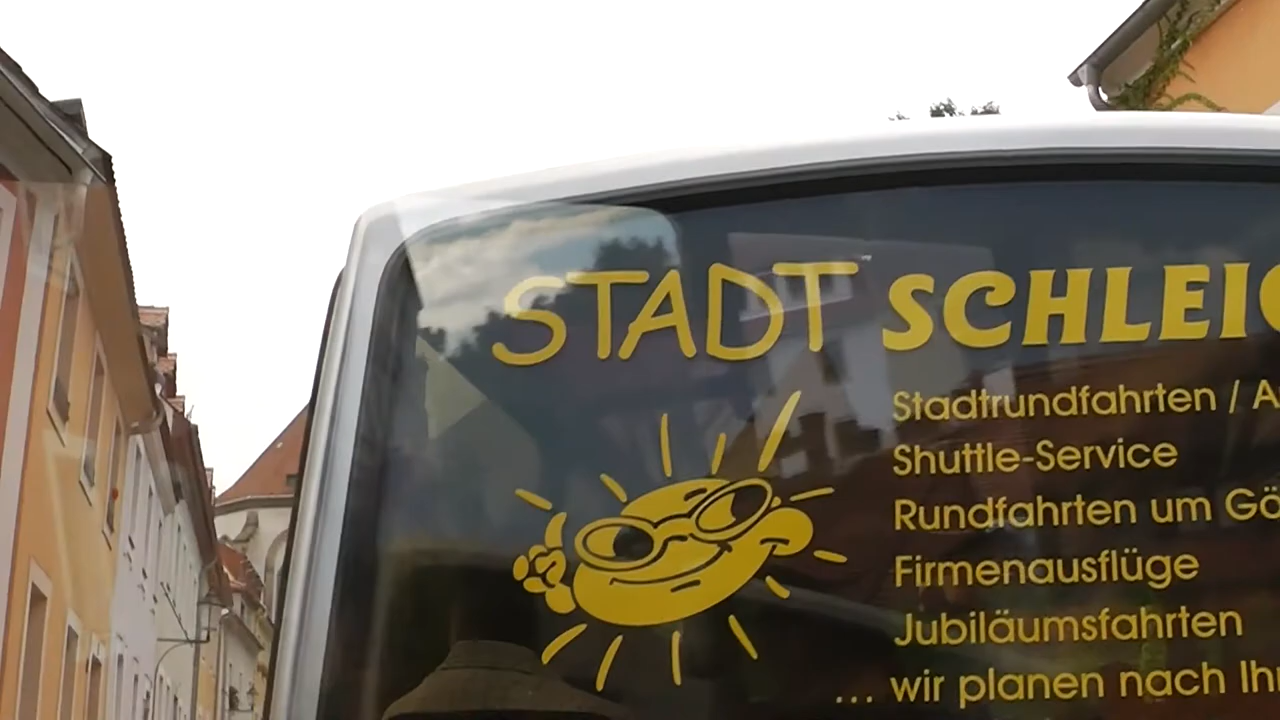 STADT SCHLEIC
Stadtrundfahrten / A
Shuttle-Service
Rundfahrten um Gö
Firmenausflüge
Jubiläumsfahrten
... wir planen nach Ih